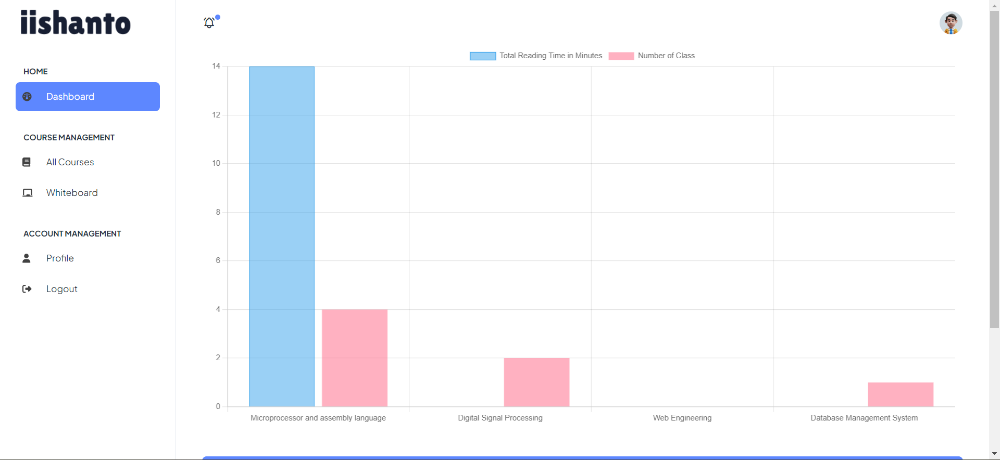 iishanto
HOME
Dashboard
COURSE MANAGEMENT
All Courses
Whiteboard
ACCOUNT MANAGEMENT
Profile
Logout
Total Reading Time in Minutes Number of Class
14
12
10
8
6
4
2
0
Microprocessor and assembly language Digital Signal Processing Web Engineering Database Management System